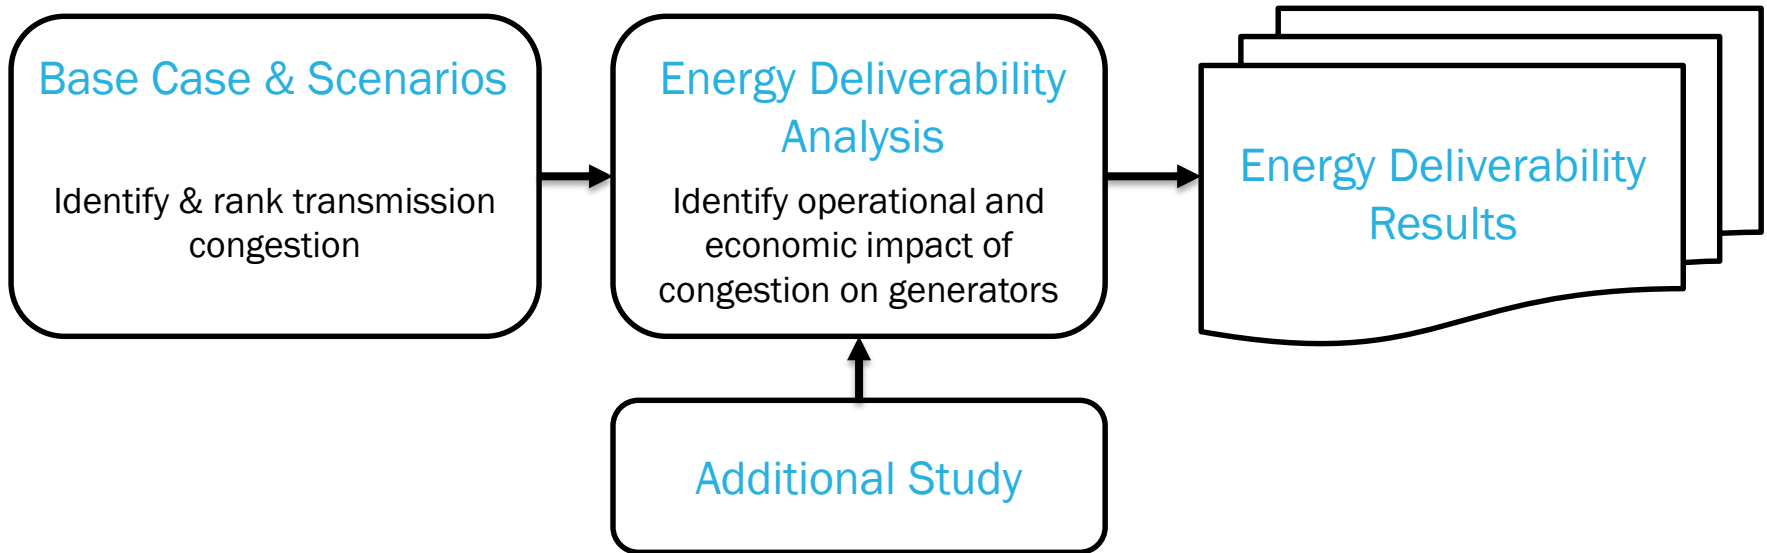 Base Case & Scenarios
Identify & rank transmission
congestion
Energy Deliverability
Analysis
Identify operational and
economic impact of
congestion on generators
Energy Deliverability
Results
Additional Study